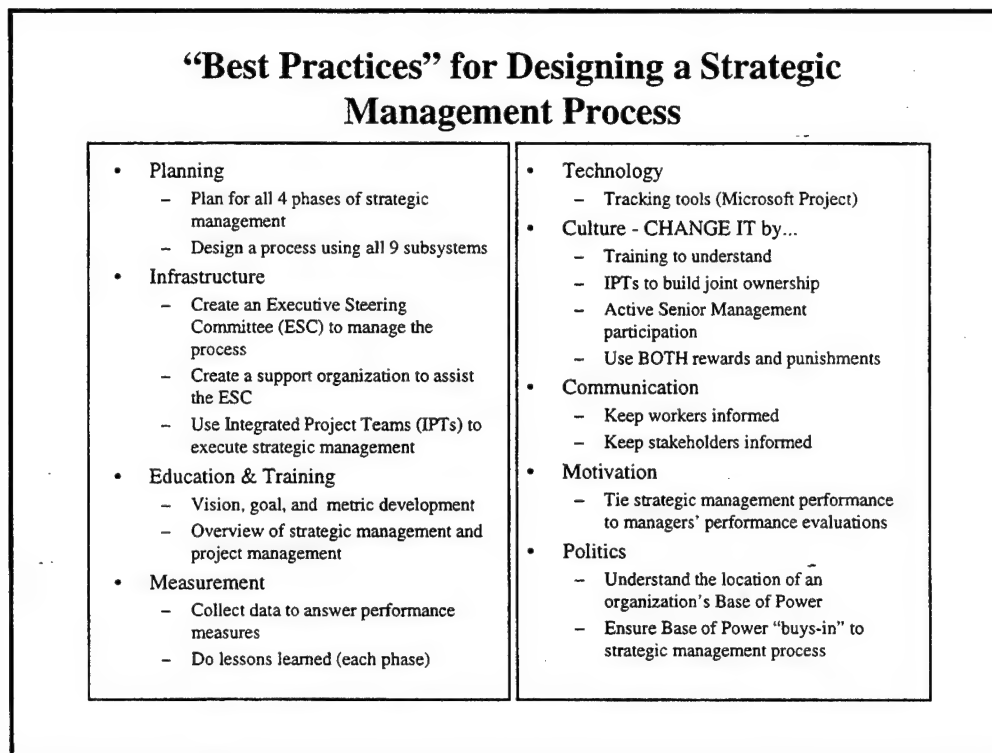 “Best Practices” for Designing a Strategic
Management Process
• Planning
– Plan for all 4 phases of strategic
management
– Design a process using all 9 subsystems
• Infrastructure
– Create an Executive Steering
Committee (ESC) to manage the
process
– Create a support organization to assist
the ESC
– Use Integrated Project Teams (IPTs) to
execute strategic management
• Education & Training
– Vision, goal, and metric development
– Overview of strategic management and
project management
• Measurement
– Collect data to answer performance
measures
– Do lessons learned (each phase)
• Technology
– Tracking tools (Microsoft Project)
• Culture - CHANGE IT by...
– Training to understand
– IPTs to build joint ownership
– Active Senior Management
participation
– Use BOTH rewards and punishments
• Communication
– Keep workers informed
– Keep stakeholders informed
• Motivation
– Tie strategic management performance
to managers’ performance evaluations
• Politics
– Understand the location of an
organization’s Base of Power
– Ensure Base of Power “buys-in” to
strategic management process